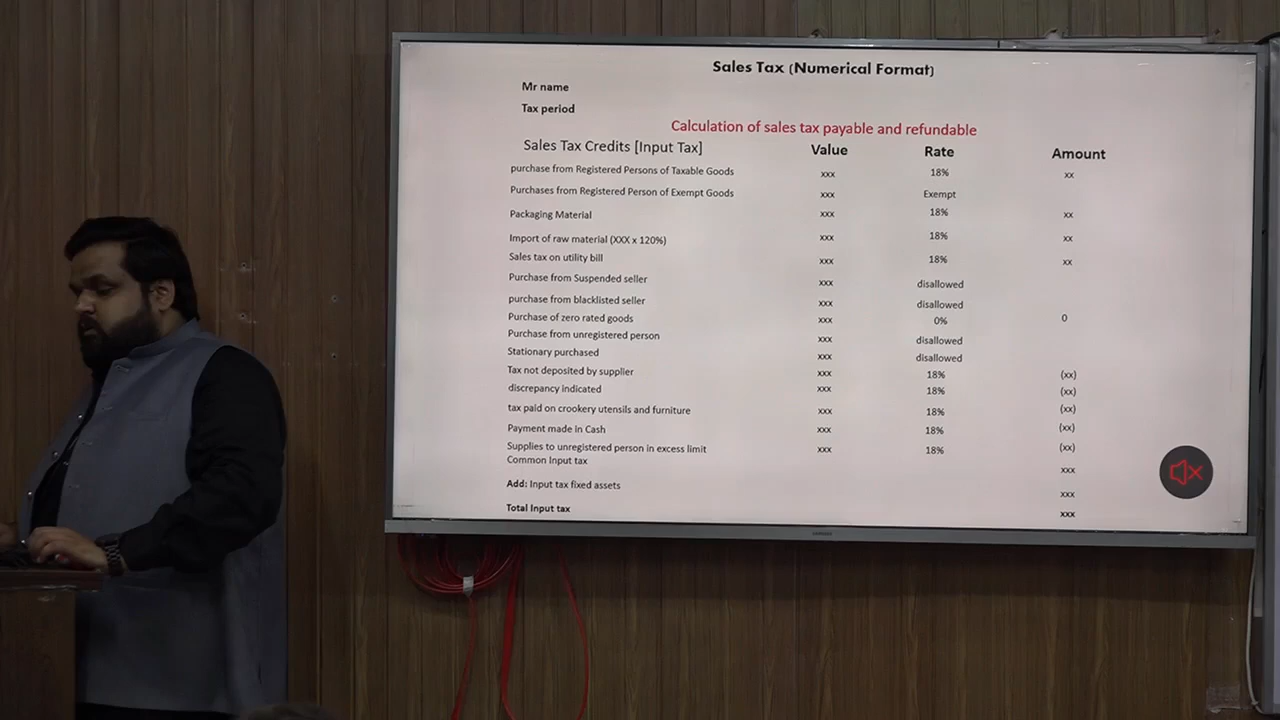 Sales Tax (Numerical Format)
Mr name
Tax period
Calculation of sales tax payable and refundable
Sales Tax Credits [Input Tax] Value Rate Amount
purchase from Registered Persons of Taxable Goods xxx 18% xx
Purchases from Registered Person of Exempt Goods xxx Exempt
Packaging Material xxx 18% xx
Import of raw material (XXX x 120%) xxx 18% xx
Sales tax on utility bill xxx 18% xx
Purchase from Suspended seller xxx disallowed
purchase from blacklisted seller xxx disallowed
Purchase of zero rated goods xxx 0% 0
Purchase from unregistered person xxx disallowed
Stationary purchased xxx disallowed
Tax not deposited by supplier xxx 18% (xx)
discrepancy indicated xxx 18% (xx)
tax paid on crookery utensils and furniture xxx 18% (xx)
Payment made in Cash xxx 18% (xx)
Supplies to unregistered person in excess limit xxx 18% (xx)
Common Input tax xxx
Add: Input tax fixed assets xxx
Total Input tax xxx